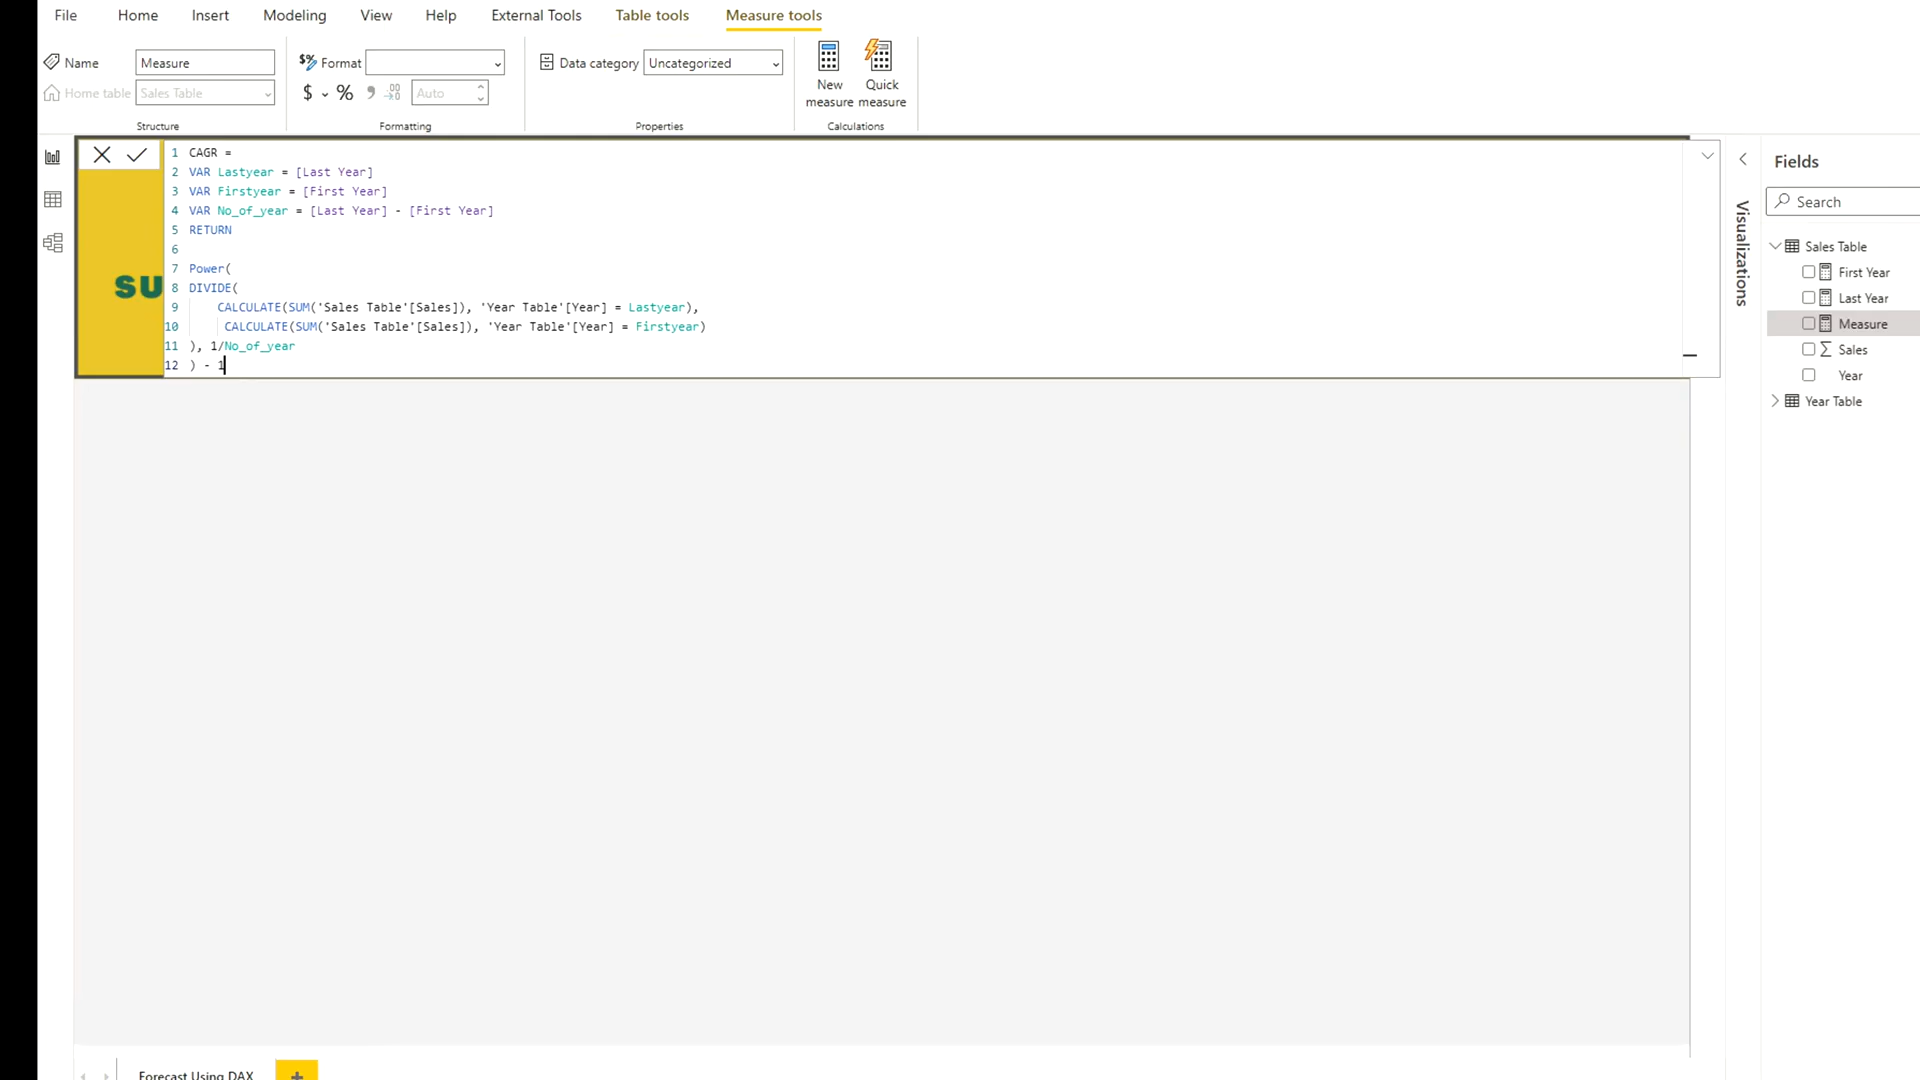 File Home Insert Modeling View Help External Tools Table tools Measure tools
Name Measure
Home table Sales Table
Structure
$% Format
$ % 9 .00 →.0 Auto
Formatting
Data category Uncategorized
Properties
New measure
Quick measure
Calculations
1 CAGR =
2 VAR Lastyear = [Last Year]
3 VAR Firstyear = [First Year]
4 VAR No_of_year = [Last Year] - [First Year]
5 RETURN
6
7 Power(
8 DIVIDE(
9 CALCULATE(SUM('Sales Table'[Sales]), 'Year Table'[Year] = Lastyear),
10 CALCULATE(SUM('Sales Table'[Sales]), 'Year Table'[Year] = Firstyear)
11 ), 1/No_of_year
12 ) - 1
SU
Visualizations
Fields
Search
Sales Table
First Year
Last Year
Measure
Σ Sales
Year
Year Table
Forecast Using DAX
+